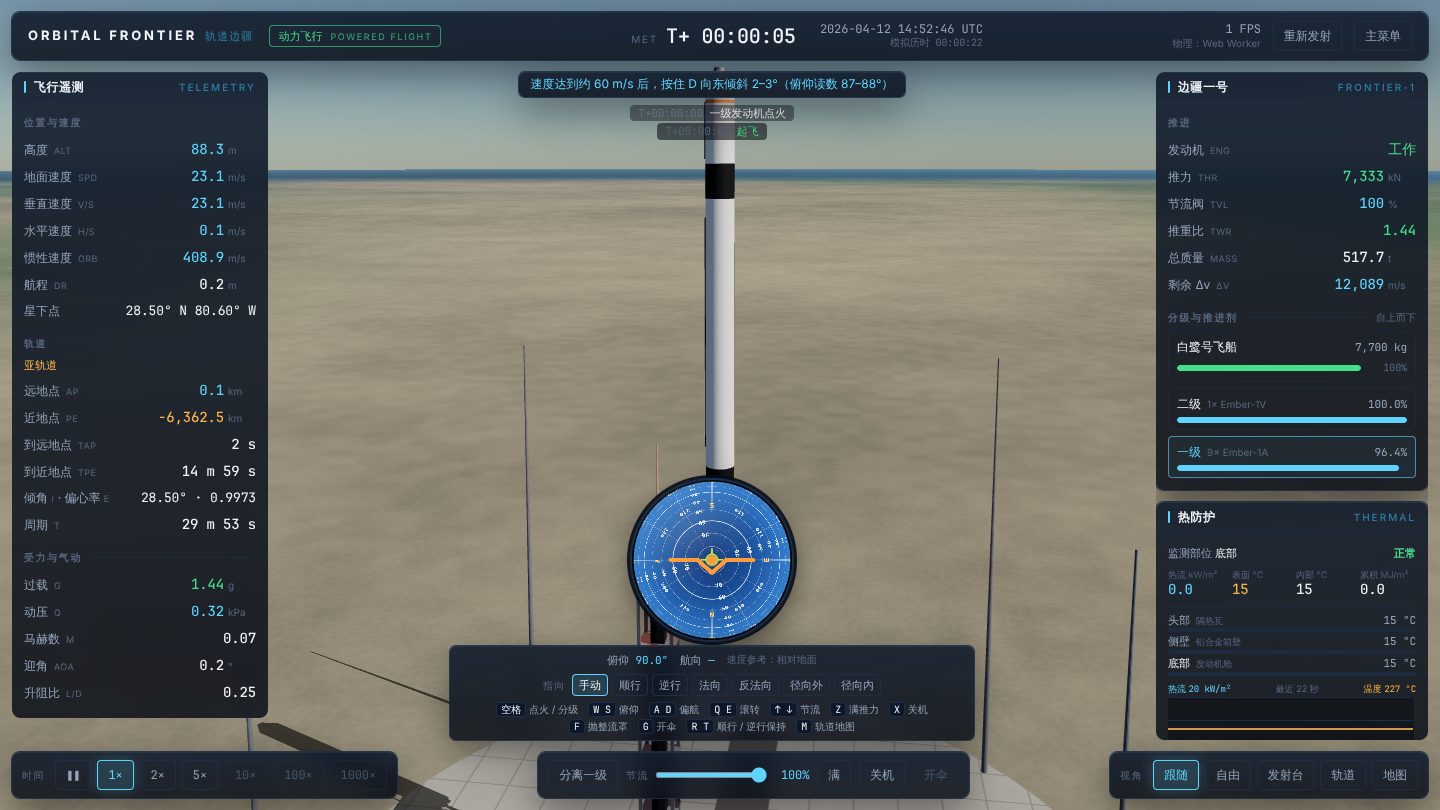 ORBITAL FRONTIER 轨道边疆 动力飞行 POWERED FLIGHT
MET T+ 00:00:05 2026-04-12 14:52:46 UTC
模拟历时 00:00:22
1 FPS
物理：Web Worker
重新发射 主菜单
速度达到约 60 m/s 后，按住 D 向东倾斜 2–3°（俯仰读数 87–88°）
T+00:00:00 一级发动机点火
起飞
飞行遥测 TELEMETRY
位置与速度
高度 ALT 88.3 m
地面速度 SPD 23.1 m/s
垂直速度 V/S 23.1 m/s
水平速度 H/S 0.1 m/s
惯性速度 ORB 408.9 m/s
航程 DR 0.2 m
星下点 28.50° N 80.60° W
轨道
亚轨道
远地点 AP 0.1 km
近地点 PE -6,362.5 km
到远地点 TAP 2 s
到近地点 TPE 14 m 59 s
倾角 I · 偏心率 E 28.50° · 0.9973
周期 T 29 m 53 s
受力与气动
过载 G 1.44 g
动压 Q 0.32 kPa
马赫数 M 0.07
迎角 AOA 0.2 °
升阻比 L/D 0.25
边疆一号 FRONTIER-1
推进
发动机 ENG 工作
推力 THR 7,333 kN
节流阀 TVL 100 %
推重比 TWR 1.44
总质量 MASS 517.7 t
剩余 Δv ΔV 12,089 m/s
分级与推进剂 自上而下
白鹭号飞船 7,700 kg
100%
二级 1× Ember-1V 100.0%
一级 9× Ember-1A 96.4%
热防护 THERMAL
监测部位 底部 正常
热流 kW/m² 表面 °C 内部 °C 累积 MJ/m²
0.0 15 15 0.0
头部 隔热瓦 15 °C
侧壁 铝合金箱壁 15 °C
底部 发动机舱 15 °C
热流 20 kW/m² 最近 22 秒 温度 227 °C
S
E
N
俯仰 90.0° 航向 — 速度参考：相对地面
指向 手动 顺行 逆行 法向 反法向 径向外 径向内
空格 点火 / 分级 W S 俯仰 A D 偏航 Q E 滚转 ↑ ↓ 节流 Z 满推力 X 关机
F 抛整流罩 G 开伞 R T 顺行 / 逆行保持 M 轨道地图
时间 1× 2× 5× 10× 100× 1000×
分离一级 节流 100% 满 关机 开伞
视角 跟随 自由 发射台 轨道 地图